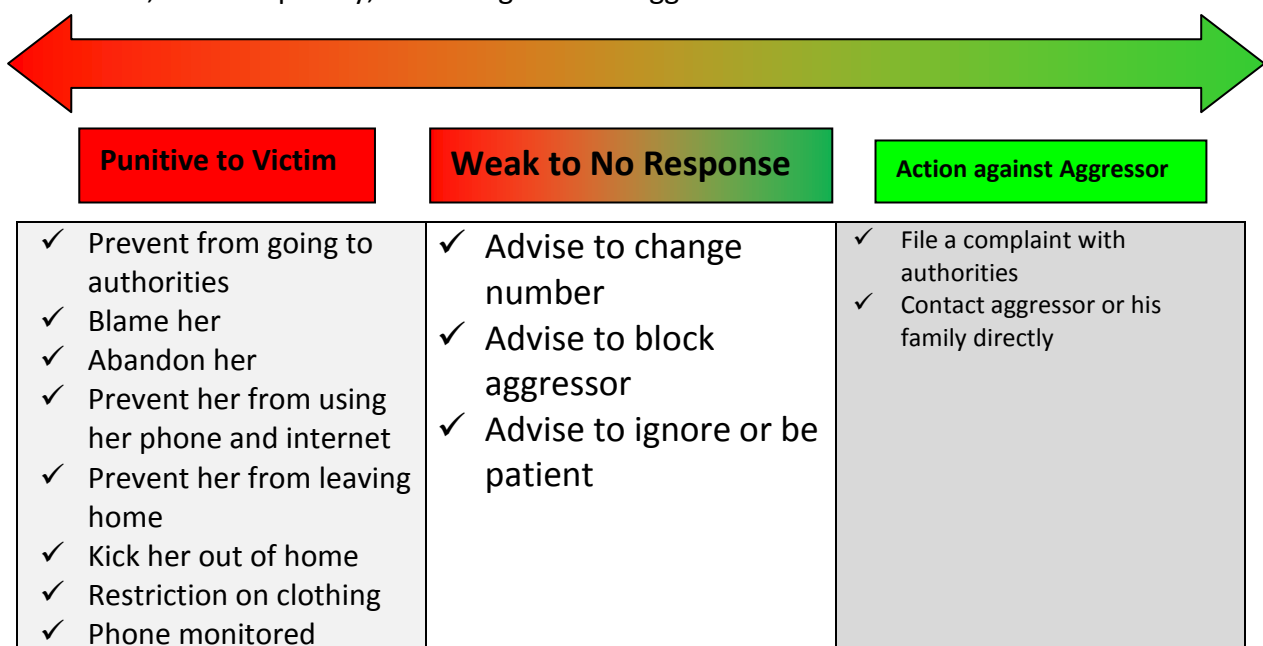 Punitive to Victim
Weak to No Response
Action against Aggressor
✓ Prevent from going to
authorities
✓ Blame her
✓ Abandon her
✓ Prevent her from using
her phone and internet
✓ Prevent her from leaving
home
✓ Kick her out of home
✓ Restriction on clothing
✓ Phone monitored
✓ Advise to change
number
✓ Advise to block
aggressor
✓ Advise to ignore or be
patient
✓ File a complaint with
authorities
✓ Contact aggressor or his
family directly